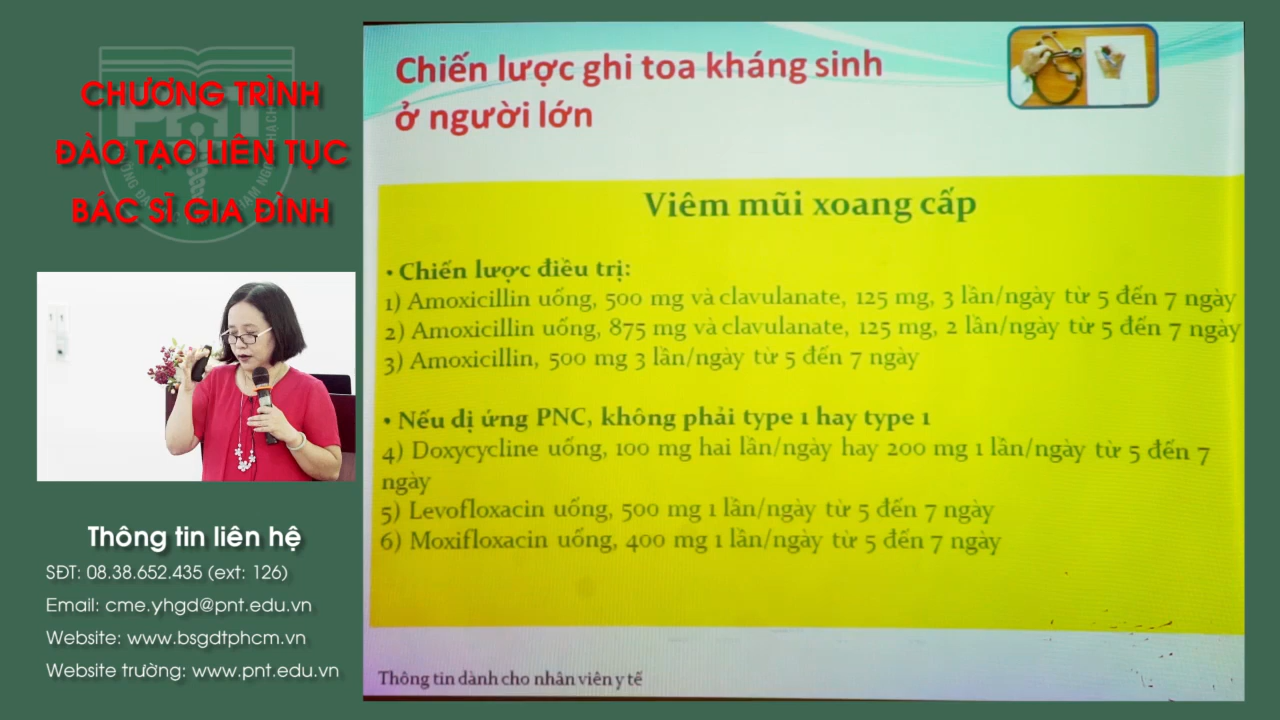 CHƯƠNG TRÌNH
ĐÀO TẠO LIÊN TỤC
BÁC SĨ GIA ĐÌNH
Thông tin liên hệ
SĐT: 08.38.652.435 (ext: 126)
Email: cme.yhgd@pnt.edu.vn
Website: www.bsgdtphcm.vn
Website trường: www.pnt.edu.vn
Chiến lược ghi toa kháng sinh
ở người lớn
Viêm mũi xoang cấp
• Chiến lược điều trị:
1) Amoxicillin uống, 500 mg và clavulanate, 125 mg, 3 lần/ngày từ 5 đến 7 ngày
2) Amoxicillin uống, 875 mg và clavulanate, 125 mg, 2 lần/ngày từ 5 đến 7 ngày
3) Amoxicillin, 500 mg 3 lần/ngày từ 5 đến 7 ngày
• Nếu dị ứng PNC, không phải type 1 hay type 1
4) Doxycycline uống, 100 mg hai lần/ngày hay 200 mg 1 lần/ngày từ 5 đến 7
ngày
5) Levofloxacin uống, 500 mg 1 lần/ngày từ 5 đến 7 ngày
6) Moxifloxacin uống, 400 mg 1 lần/ngày từ 5 đến 7 ngày
Thông tin dành cho nhân viên y tế